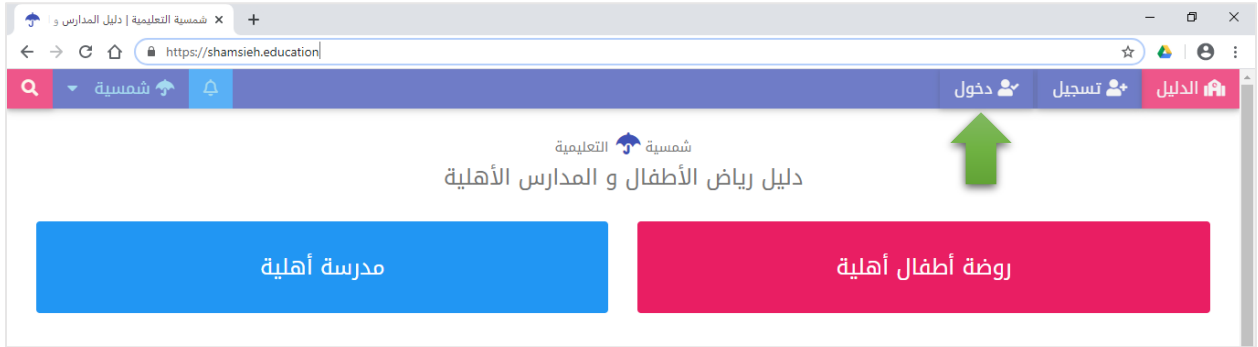 شمسية التعليمية | دليل المدارس و
https://shamsieh.education
الدليل تسجيل دخول شمسية
شمسية التعليمية
دليل رياض الأطفال و المدارس الأهلية
روضة أطفال أهلية
مدرسة أهلية